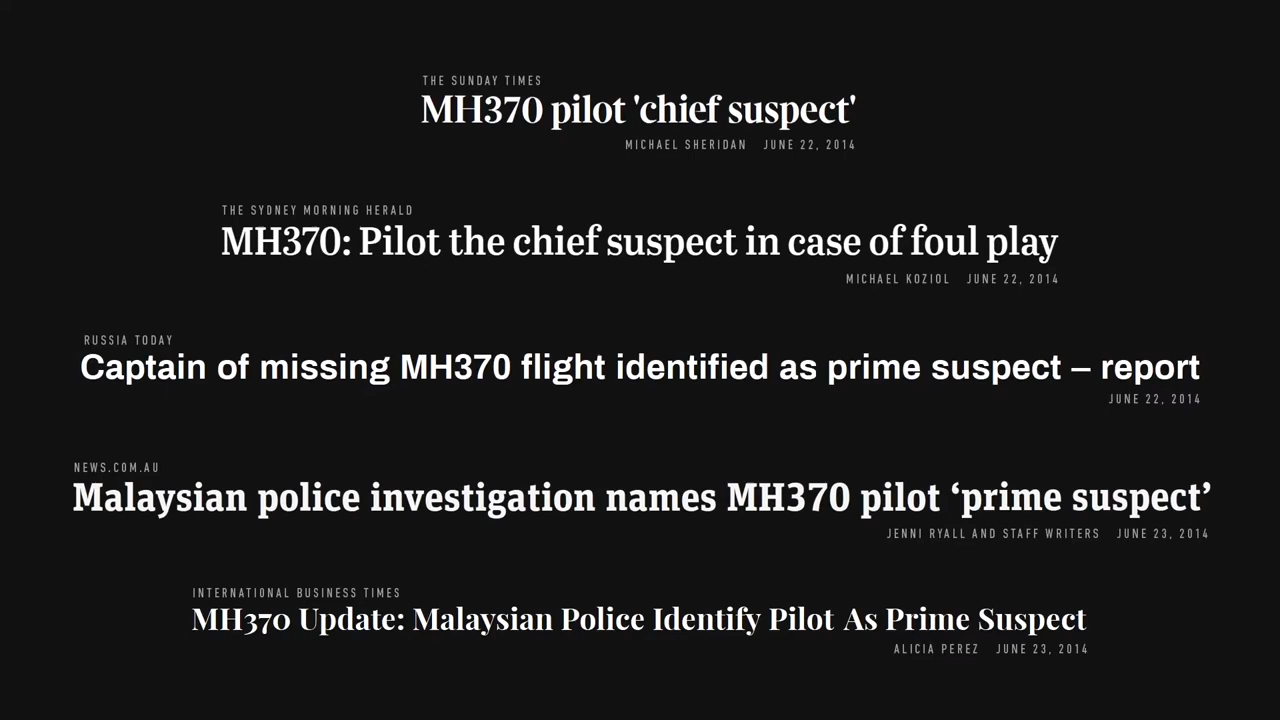 THE SUNDAY TIMES
MH370 pilot 'chief suspect'
MICHAEL SHERIDAN JUNE 22, 2014
THE SYDNEY MORNING HERALD
MH370: Pilot the chief suspect in case of foul play
MICHAEL KOZIOL JUNE 22, 2014
RUSSIA TODAY
Captain of missing MH370 flight identified as prime suspect – report
JUNE 22, 2014
NEWS.COM.AU
Malaysian police investigation names MH370 pilot ‘prime suspect’
JENNI RYALL AND STAFF WRITERS JUNE 23, 2014
INTERNATIONAL BUSINESS TIMES
MH370 Update: Malaysian Police Identify Pilot As Prime Suspect
ALICIA PEREZ JUNE 23, 2014